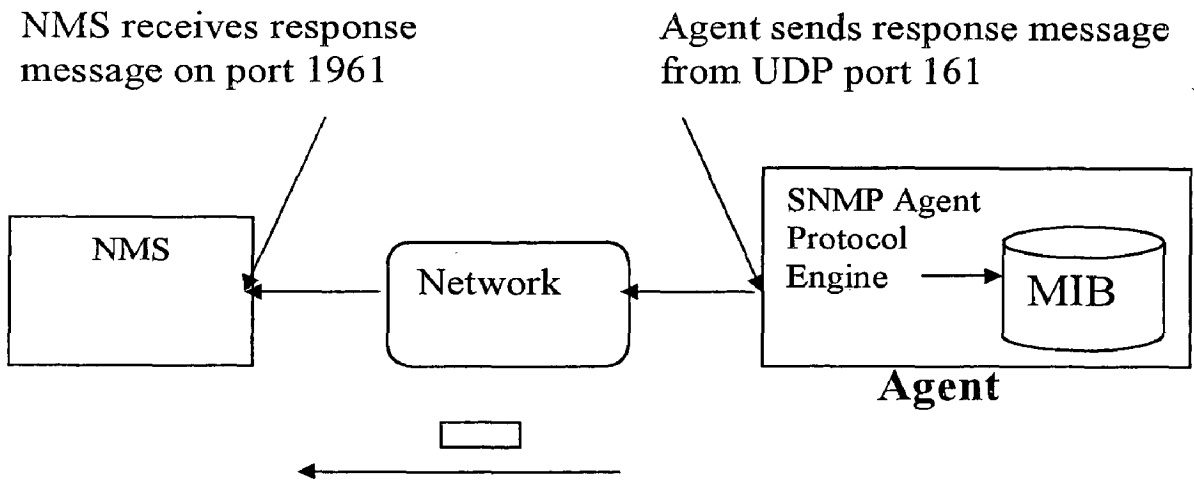 NMS receives response
message on port 1961
Agent sends response message
from UDP port 161
NMS
Network
SNMP Agent
Protocol
Engine
MIB
Agent